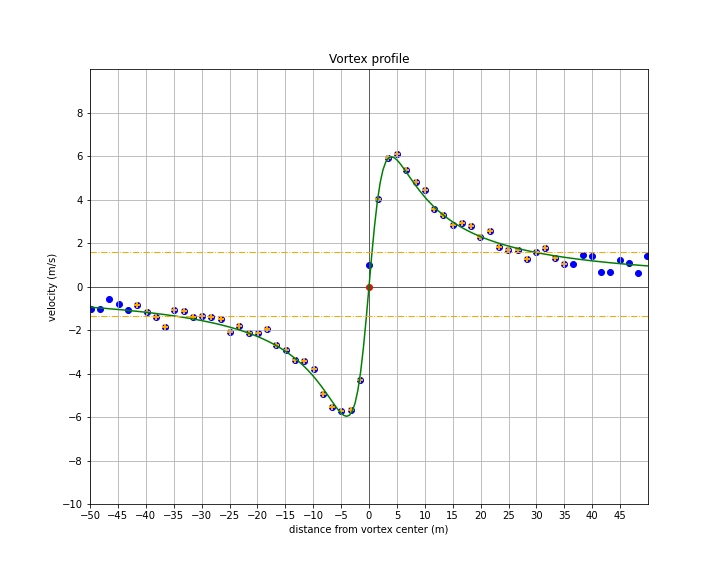 Vortex profile
8
6
4
2
0
−2
−4
−6
−8
−10
−50 −45 −40 −35 −30 −25 −20 −15 −10 −5 0 5 10 15 20 25 30 35 40 45
distance from vortex center (m)
velocity (m/s)